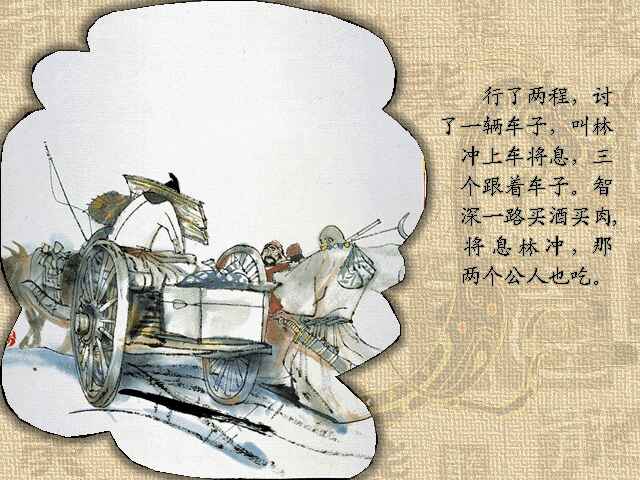 行了两程，讨
了一辆车子，叫林
冲上车将息，三
个跟着车子。智
深一路买酒买肉,
将息林冲，那
两个公人也吃。